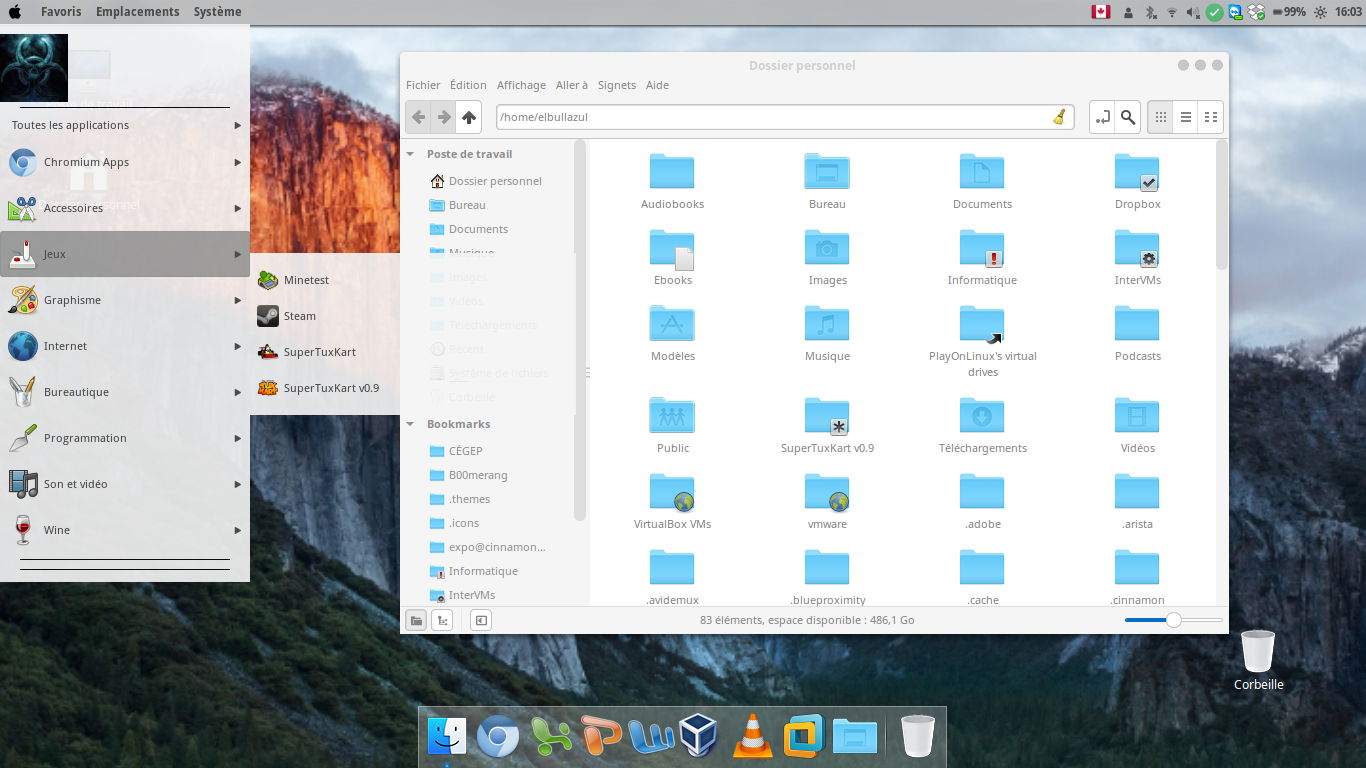 Favoris Emplacements Système
99% 16:03
Toutes les applications
Chromium Apps
Accessoires
Jeux
Graphisme
Internet
Bureautique
Programmation
Son et vidéo
Wine
Minetest
Steam
SuperTuxKart
SuperTuxKart v0.9
Dossier personnel
Fichier Édition Affichage Aller à Signets Aide
/home/elbullazul
Poste de travail
Dossier personnel
Bureau
Documents
Musique
Images
Vidéos
Téléchargements
Récent
Système de fichiers
Corbeille
Bookmarks
CÉGEP
B00merang
.themes
.icons
expo@cinnamon...
Informatique
InterVMs
Audiobooks Bureau Documents Dropbox
Ebooks Images Informatique InterVMs
Modèles Musique PlayOnLinux's virtual drives Podcasts
Public SuperTuxKart v0.9 Téléchargements Vidéos
VirtualBox VMs vmware .adobe .arista
.avidemux .blueproximity .cache .cinnamon
83 éléments, espace disponible : 486,1 Go
Corbeille